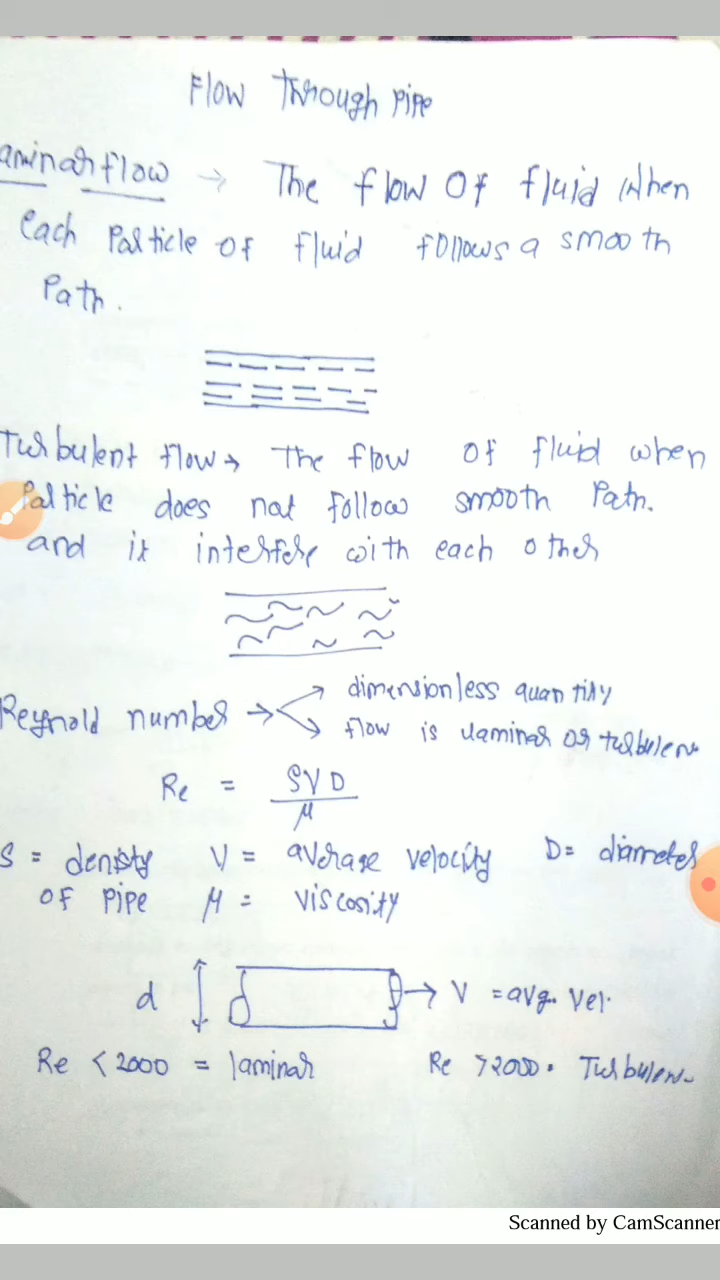 Flow Through Pipe
aminar flow → The flow Of fluid When
each Particle of fluid follows a smooth
Path.
Turbulent flow → The flow of fluid when
Particle does not follow smooth Path.
and it interfere with each other
Reynold number → dimensionless quantity
flow is laminar or turbulen
Re = ρVD
μ
ρ = denisty V = average velocity D = diameter
of pipe μ = viscosity
d → V = avg. Vel.
Re < 2000 = laminar Re > 2000. Turbulen
Scanned by CamScanner